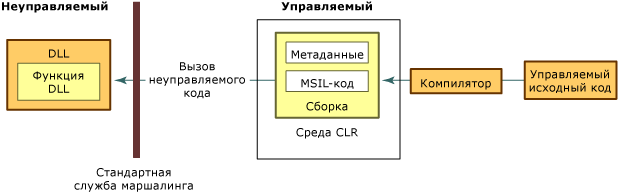 Неуправляемый
Управляемый
DLL
Функция
DLL
Вызов
неуправляемого
кода
Метаданные
MSIL-код
Сборка
Среда CLR
Компилятор
Управляемый
исходный код
Стандартная
служба маршалинга